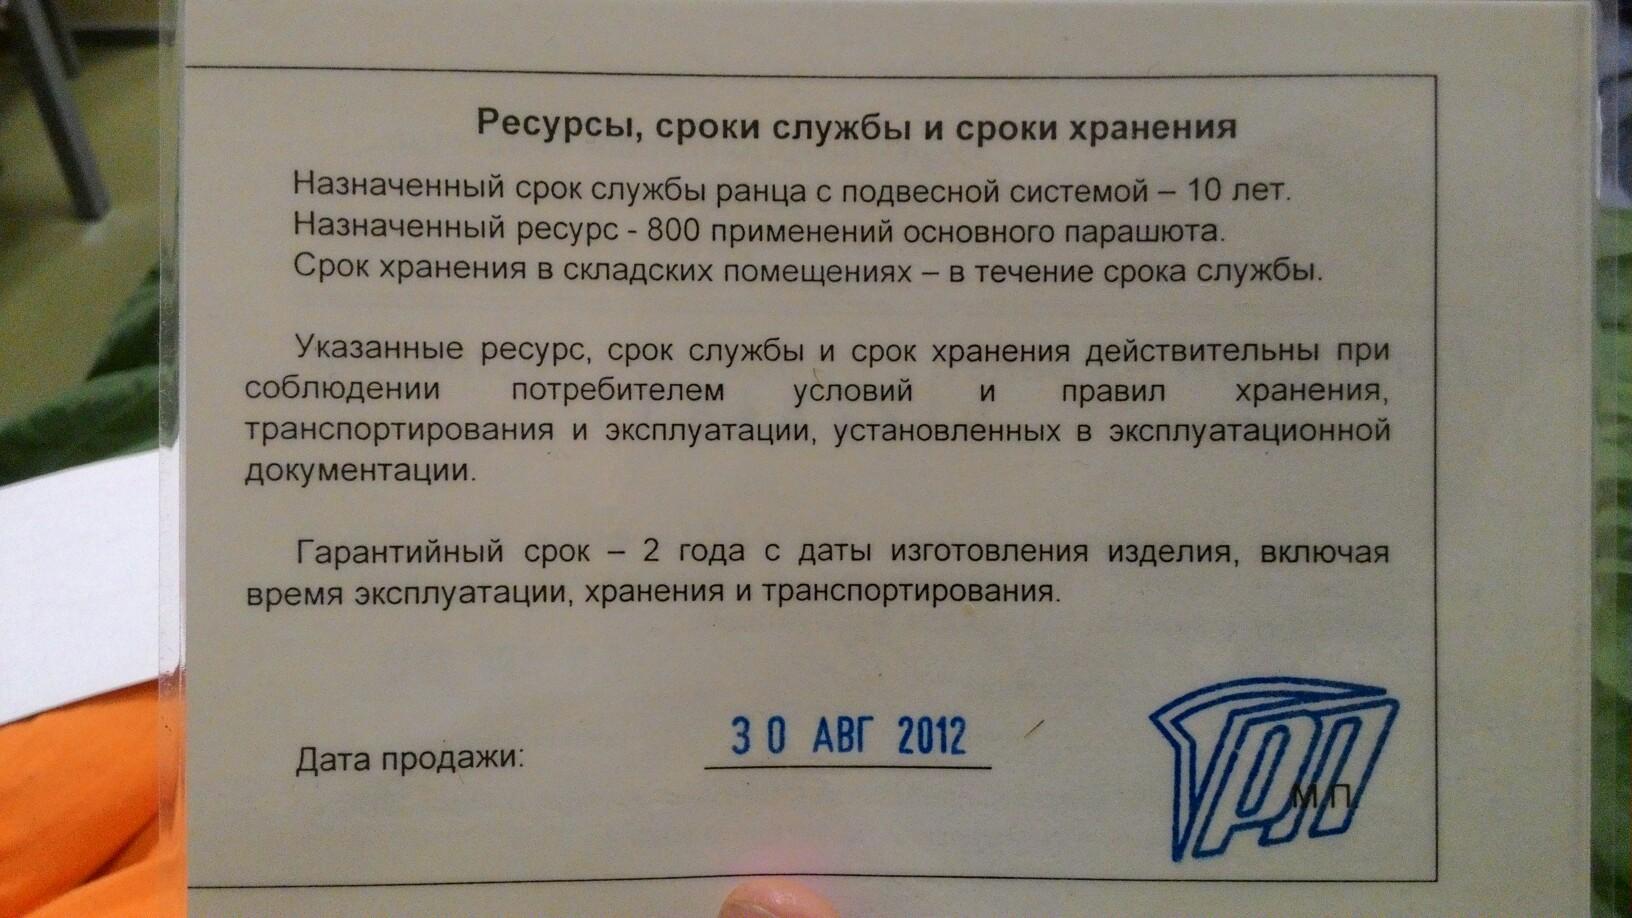 Ресурсы, сроки службы и сроки хранения
Назначенный срок службы ранца с подвесной системой – 10 лет.
Назначенный ресурс - 800 применений основного парашюта.
Срок хранения в складских помещениях – в течение срока службы.
Указанные ресурс, срок службы и срок хранения действительны при
соблюдении потребителем условий и правил хранения,
транспортирования и эксплуатации, установленных в эксплуатационной
документации.
Гарантийный срок – 2 года с даты изготовления изделия, включая
время эксплуатации, хранения и транспортирования.
Дата продажи: 30 АВГ 2012
М П